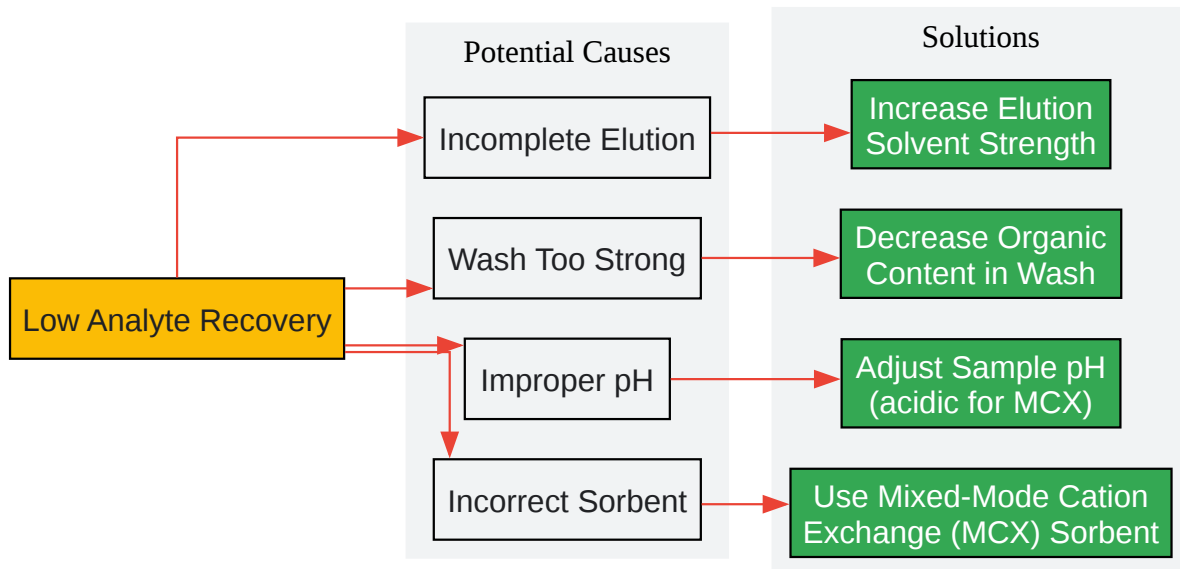 Potential Causes
Solutions
Low Analyte Recovery
Incomplete Elution
Increase Elution
Solvent Strength
Wash Too Strong
Decrease Organic
Content in Wash
Improper pH
Adjust Sample pH
(acidic for MCX)
Incorrect Sorbent
Use Mixed-Mode Cation
Exchange (MCX) Sorbent